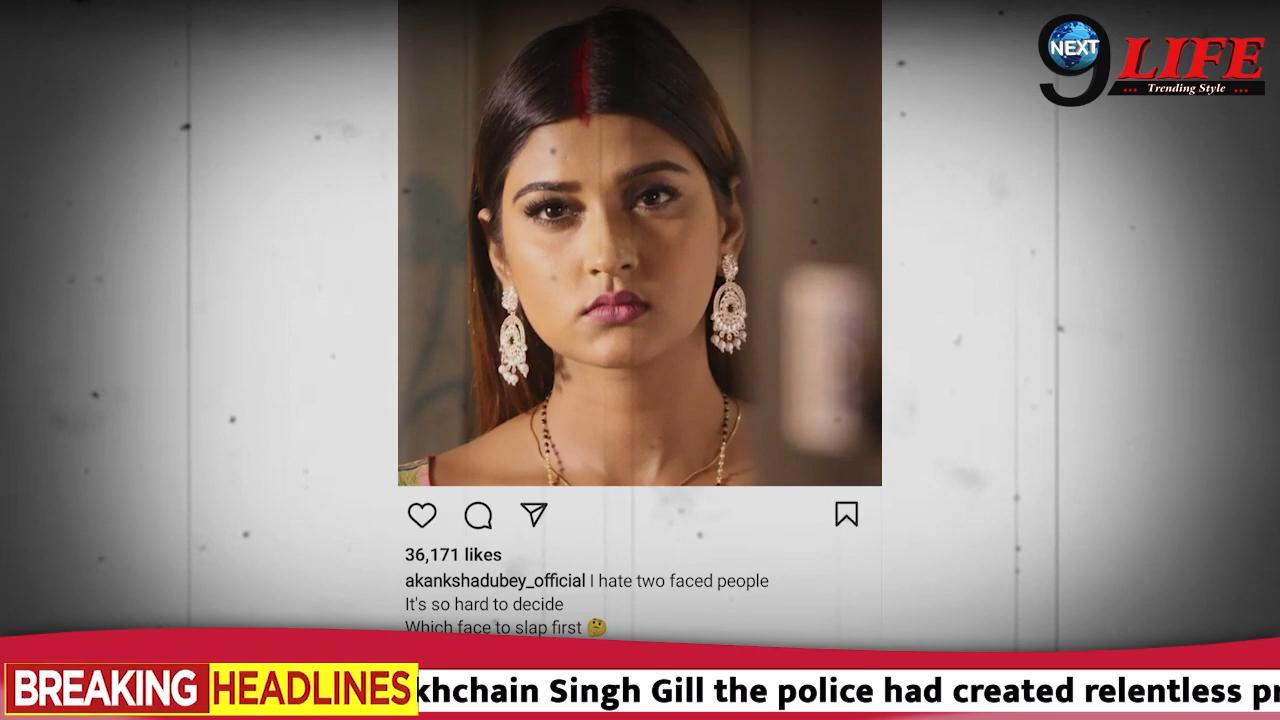 9 NEXT LIFE
... Trending Style ...
36,171 likes
akankshadubey_official I hate two faced people
It's so hard to decide
Which face to slap first 🤔
BREAKING HEADLINES
khchain Singh Gill the police had created relentless pr